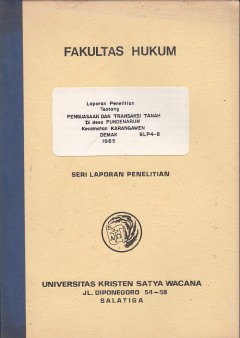 FAKULTAS HUKUM
Laporan Penelitian
Tentang
PENGUASAAN DAN TRANSAKSI TANAH
Di desa PUNDENARUM
Kecamatan KARANGAWEN
DEMAK SLP4-8
1985
SERI LAPORAN PENELITIAN
UNIVERSITAS KRISTEN SATYA WACANA
JL. DIPONEGORO 54-58
SALATIGA